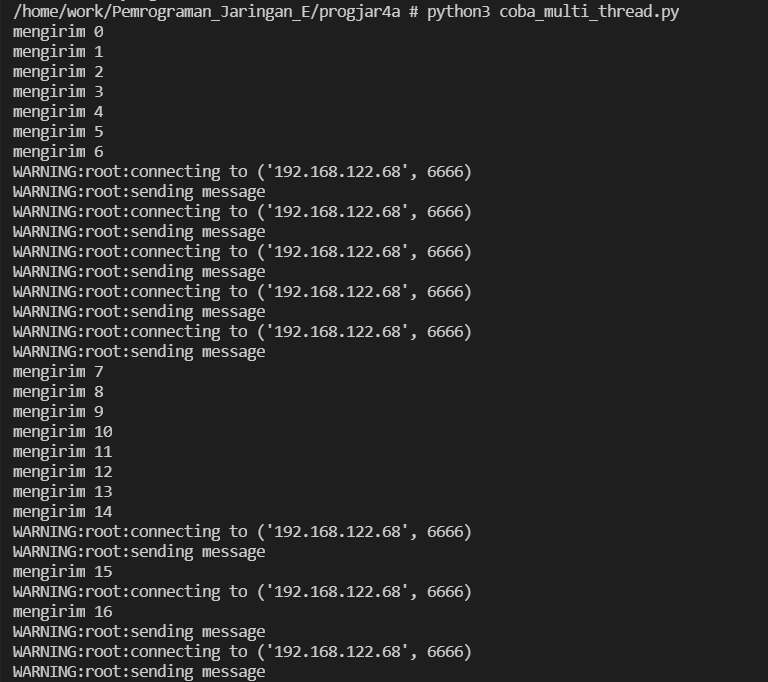 /home/work/Pemrograman_Jaringan_E/progjar4a # python3 coba_multi_thread.py
mengirim 0
mengirim 1
mengirim 2
mengirim 3
mengirim 4
mengirim 5
mengirim 6
WARNING:root:connecting to ('192.168.122.68', 6666)
WARNING:root:sending message
WARNING:root:connecting to ('192.168.122.68', 6666)
WARNING:root:sending message
WARNING:root:connecting to ('192.168.122.68', 6666)
WARNING:root:sending message
WARNING:root:connecting to ('192.168.122.68', 6666)
WARNING:root:sending message
WARNING:root:connecting to ('192.168.122.68', 6666)
WARNING:root:sending message
mengirim 7
mengirim 8
mengirim 9
mengirim 10
mengirim 11
mengirim 12
mengirim 13
mengirim 14
WARNING:root:connecting to ('192.168.122.68', 6666)
WARNING:root:sending message
mengirim 15
WARNING:root:connecting to ('192.168.122.68', 6666)
mengirim 16
WARNING:root:sending message
WARNING:root:connecting to ('192.168.122.68', 6666)
WARNING:root:sending message